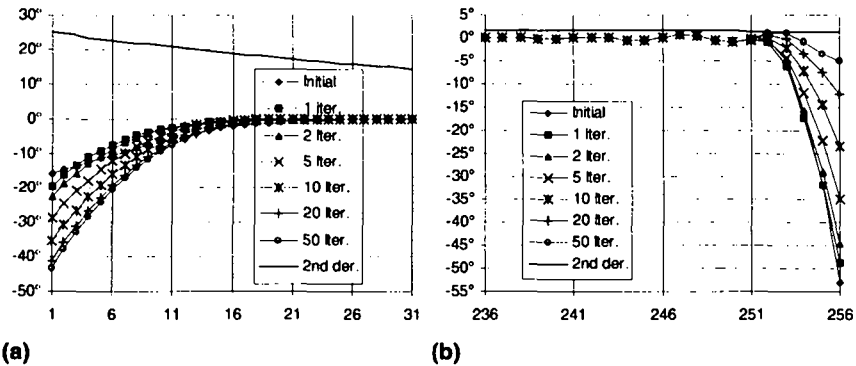 30°
20°
10°
0°
-10°
-20°
-30°
-40°
-50°
1
6
11
16
21
26
31
Initial
1 Iter.
2 Iter.
5 Iter.
10 Iter.
20 Iter.
50 Iter.
2nd der.
(a)
5°
0°
-5°
-10°
-15°
-20°
-25°
-30°
-35°
-40°
-45°
-50°
-55°
236
241
246
251
256
Initial
1 Iter.
2 Iter.
5 Iter.
10 Iter.
20 Iter.
50 Iter.
2nd der.
(b)